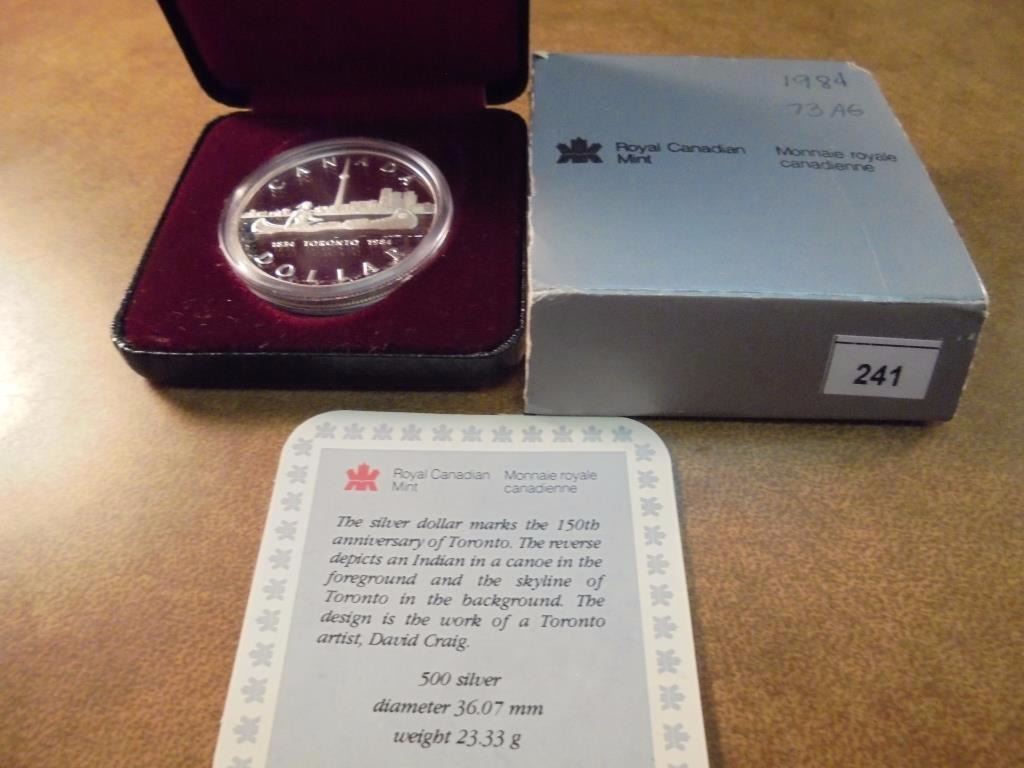 CANADA
1834 TORONTO 1984
DOLLAR
1984
73 AG
Royal Canadian
Mint
Monnaie royale
canadienne
241
Royal Canadian
Mint
Monnaie royale
canadienne
The silver dollar marks the 150th
anniversary of Toronto. The reverse
depicts an Indian in a canoe in the
foreground and the skyline of
Toronto in the background. The
design is the work of a Toronto
artist, David Craig.
500 silver
diameter 36.07 mm
weight 23.33 g